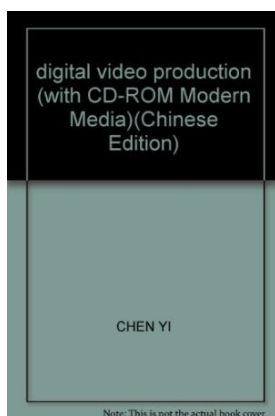 digital video production
(with CD-ROM Modern
Media)(Chinese
Edition)
CHEN YI
Note: This is not the actual book cover